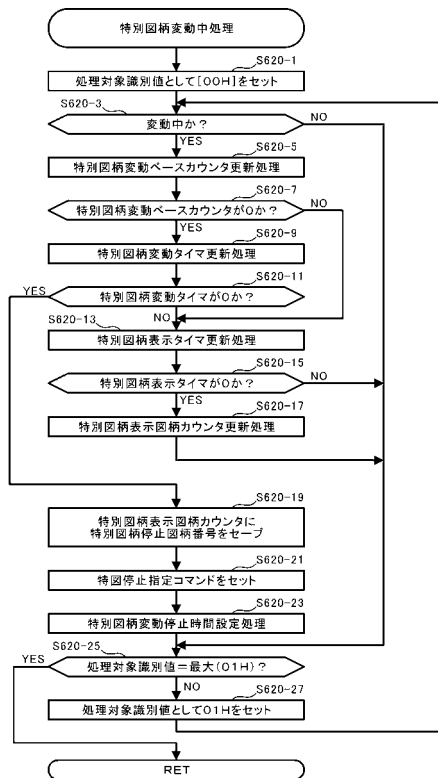 特別図柄変動中処理
S620-1
処理対象識別値として[00H]をセット
S620-3
変動中か?
NO
YES
S620-5
特別図柄変動ベースカウンタ更新処理
S620-7
特別図柄変動ベースカウンタが0か?
NO
YES
S620-9
特別図柄変動タイマ更新処理
S620-11
YES
特別図柄変動タイマが0か?
NO
S620-13
特別図柄表示タイマ更新処理
S620-15
特別図柄表示タイマが0か?
NO
YES
S620-17
特別図柄表示図柄カウンタ更新処理
S620-19
特別図柄表示図柄カウンタに
特別図柄停止図柄番号をセーブ
S620-21
特図停止指定コマンドをセット
S620-23
特別図柄変動停止時間設定処理
S620-25
YES
処理対象識別値=最大(01H)?
NO
S620-27
処理対象識別値として01Hをセット
RET